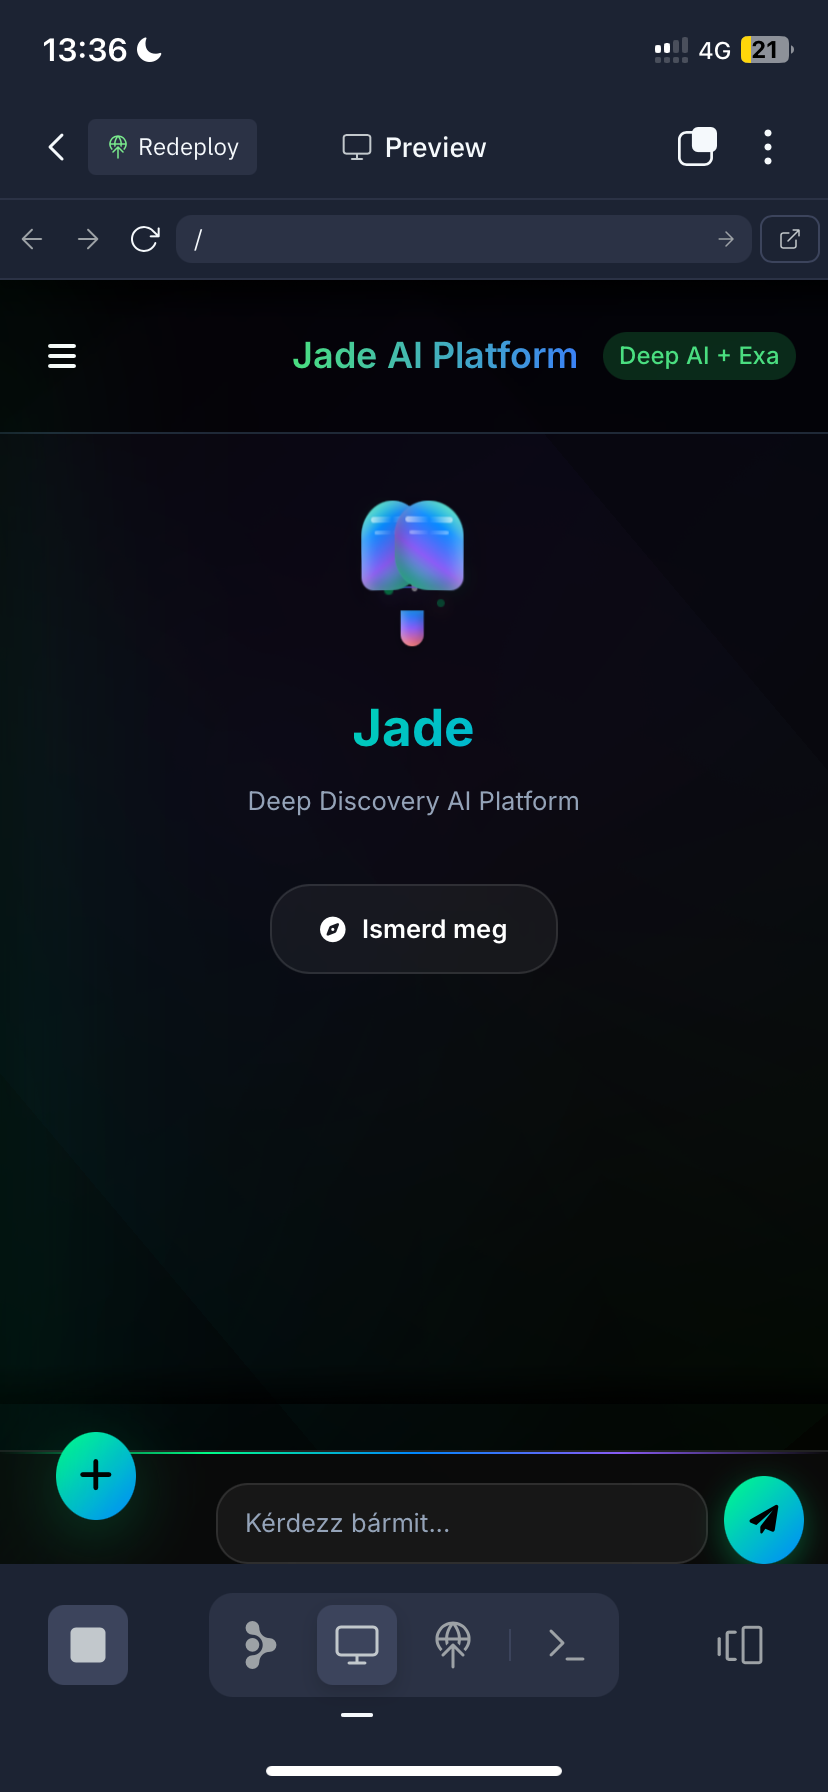 13:36
4G
21
Redeploy
Preview
/
Jade AI Platform
Deep AI + Exa
Jade
Deep Discovery AI Platform
Ismerd meg
Kérdezz bármit...